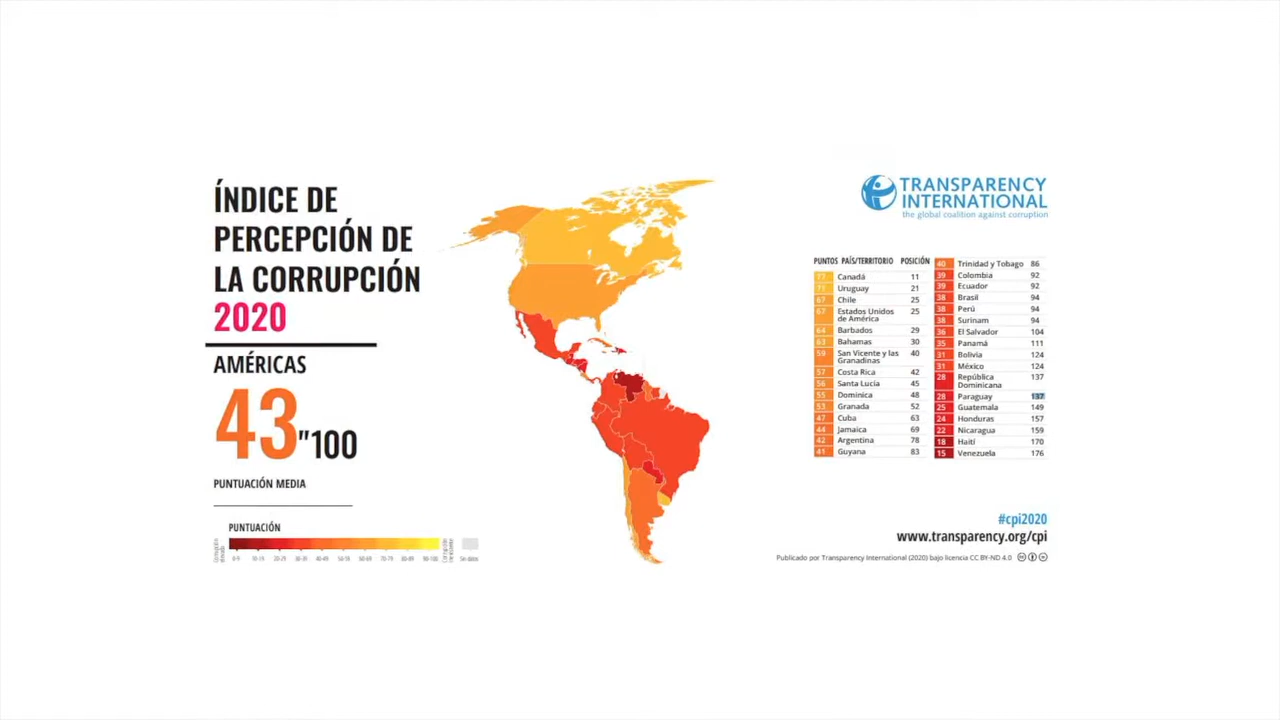 ÍNDICE DE
PERCEPCIÓN DE
LA CORRUPCIÓN
2020
AMÉRICAS
43"100
PUNTUACIÓN MEDIA
PUNTUACIÓN
TRANSPARENCY
INTERNATIONAL
the global coalition against corruption
PUNTOS PAÍS/TERRITORIO POSICIÓN
77 Canadá 11
71 Uruguay 21
67 Chile 25
67 Estados Unidos
de América 25
64 Barbados 29
63 Bahamas 30
59 San Vicente y las
Granadinas 40
57 Costa Rica 42
56 Santa Lucía 45
55 Dominica 48
53 Granada 52
47 Cuba 63
44 Jamaica 69
42 Argentina 78
41 Guyana 83
40 Trinidad y Tobago 86
39 Colombia 92
39 Ecuador 92
38 Brasil 94
38 Perú 94
38 Surinam 94
36 El Salvador 104
35 Panamá 111
31 Bolivia 124
31 México 124
28 República
Dominicana 137
28 Paraguay 137
25 Guatemala 149
24 Honduras 157
22 Nicaragua 159
18 Haití 170
15 Venezuela 176
#cpi2020
www.transparency.org/cpi
Publicado por Transparency International (2020) bajo licencia CC BY-ND 4.0